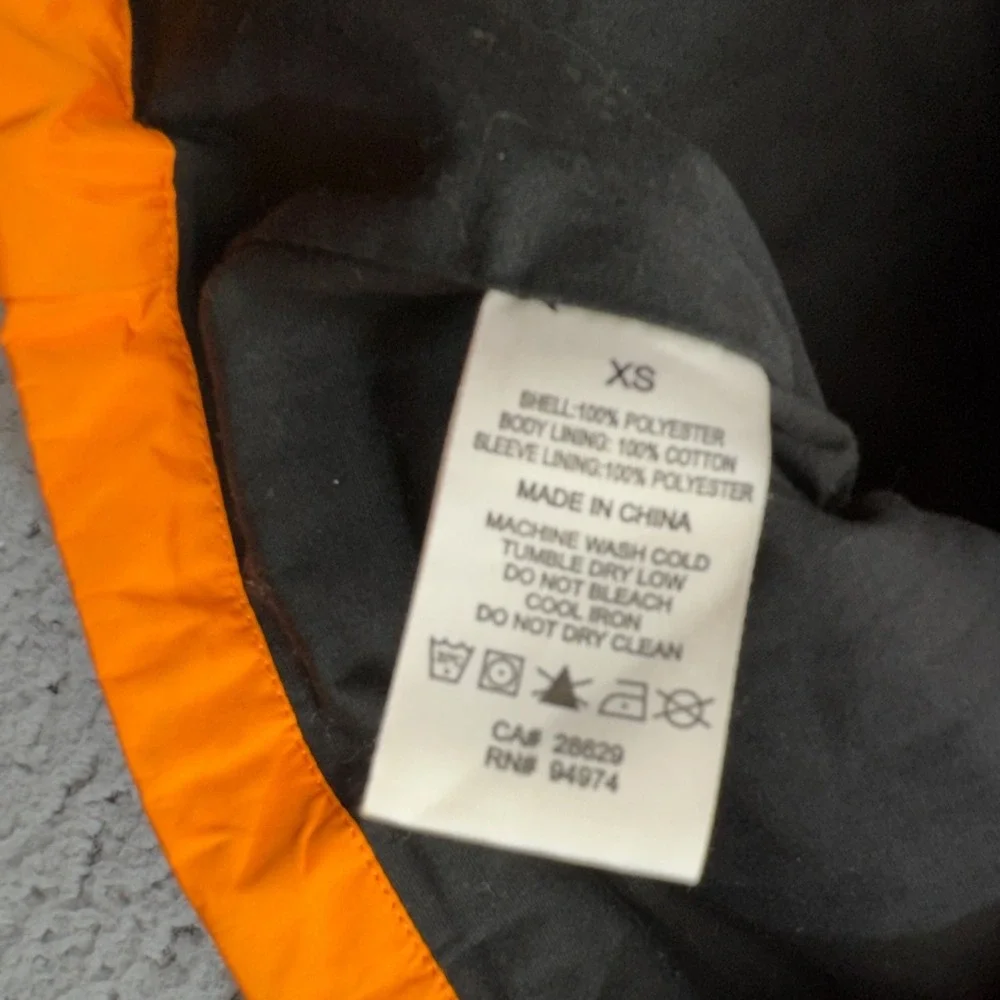 XS
SHELL:100% POLYESTER
BODY LINING: 100% COTTON
SLEEVE LINING:100% POLYESTER
MADE IN CHINA
MACHINE WASH COLD
TUMBLE DRY LOW
DO NOT BLEACH
COOL IRON
DO NOT DRY CLEAN
30C
CA# 28629
RN# 94974